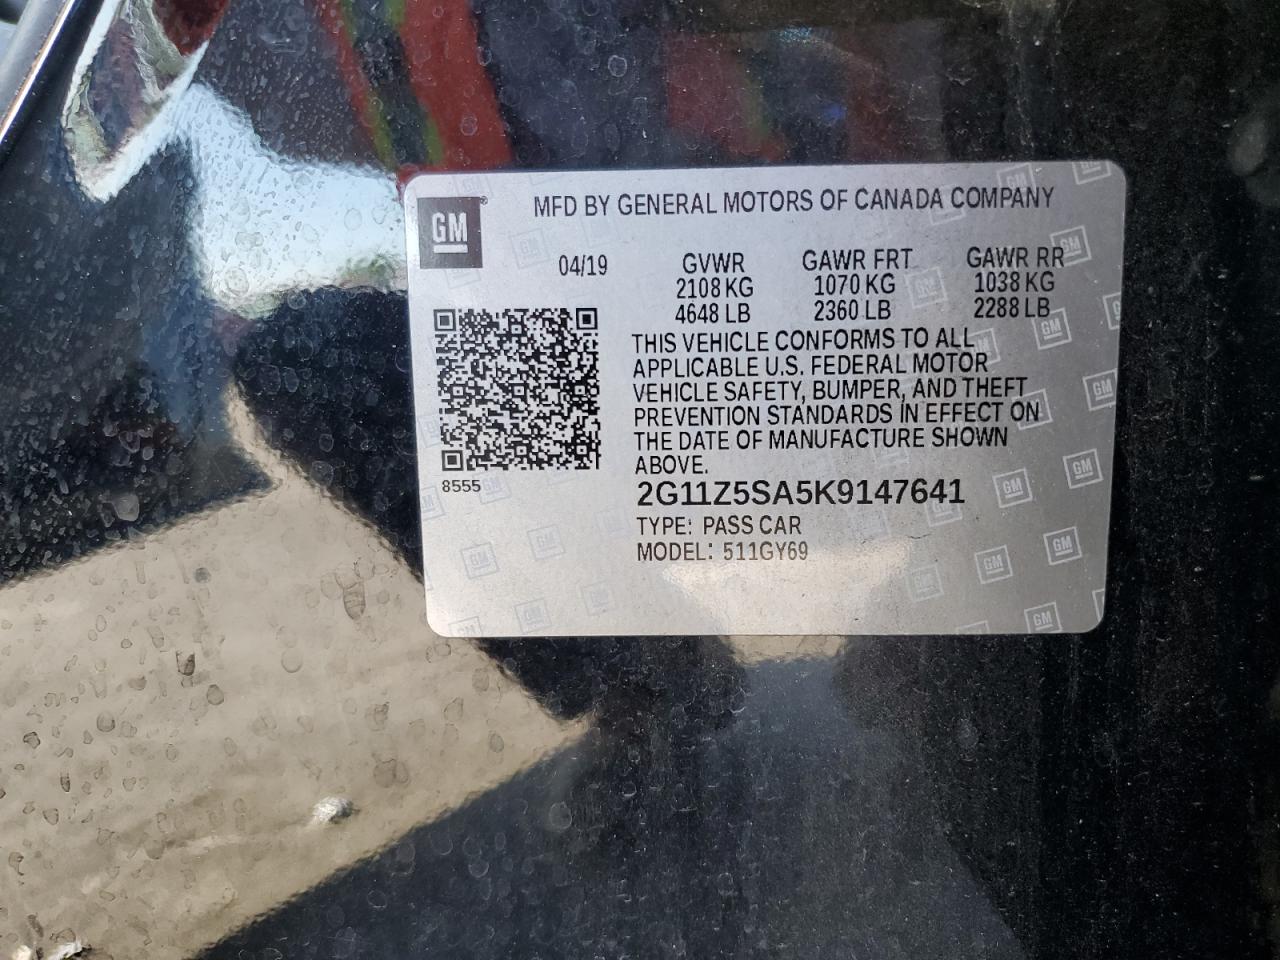 GM®
MFD BY GENERAL MOTORS OF CANADA COMPANY
04/19 GVWR GAWR FRT GAWR RR
2108 KG 1070 KG 1038 KG
4648 LB 2360 LB 2288 LB
THIS VEHICLE CONFORMS TO ALL
APPLICABLE U.S. FEDERAL MOTOR
VEHICLE SAFETY, BUMPER, AND THEFT
PREVENTION STANDARDS IN EFFECT ON
THE DATE OF MANUFACTURE SHOWN
ABOVE.
8555
2G11Z5SA5K9147641
TYPE: PASS CAR
MODEL: 511GY69